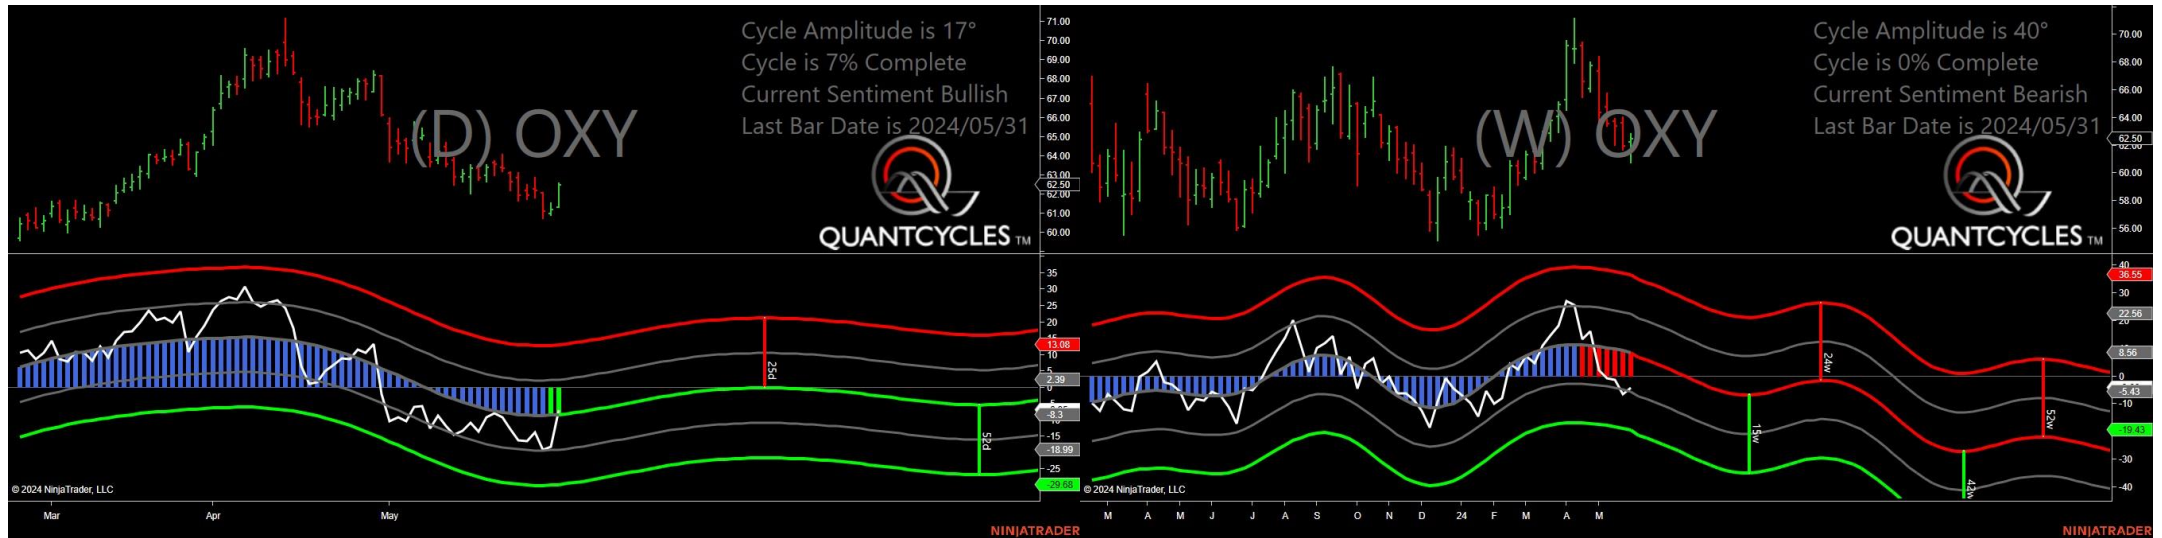 Cycle Amplitude is 17°
Cycle is 7% Complete
Current Sentiment Bullish
Last Bar Date is 2024/05/31
(D) OXY
QUANTCYCLES TM
71.00
70.00
69.00
68.00
67.00
66.00
65.00
64.00
63.00
62.50
62.00
61.00
60.00
35
30
25
20
15
13.08
10
5
2.39
0
-8.3
-15
-18.99
-25
-29.68
25d
52d
© 2024 NinjaTrader, LLC
Mar Apr May
NINJATRADER
Cycle Amplitude is 40°
Cycle is 0% Complete
Current Sentiment Bearish
Last Bar Date is 2024/05/31
(W) OXY
QUANTCYCLES TM
70.00
68.00
66.00
64.00
62.50
62.00
60.00
58.00
56.00
40
36.55
30
22.56
10
8.56
0
-5.43
-10
-19.43
-30
-40
15w
24w
42w
52w
© 2024 NinjaTrader, LLC
M A M J J A S O N D 24 F M A M
NINJATRADER